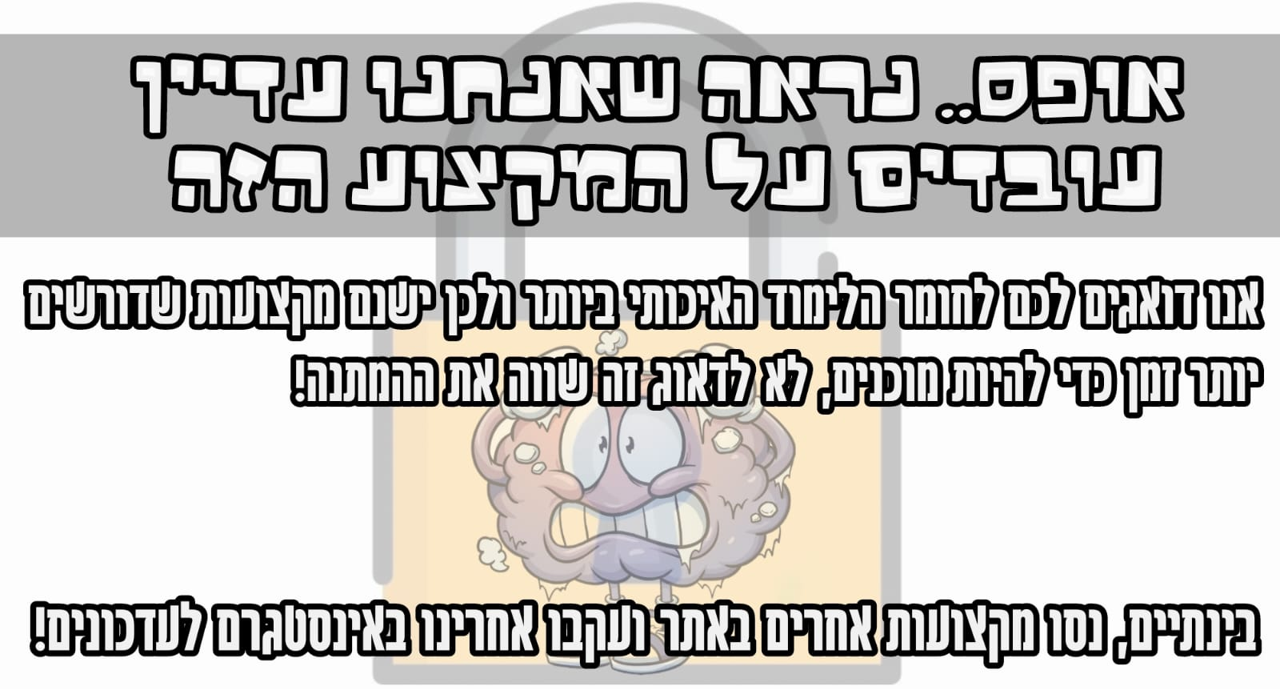 אופס.. נראה שאנחנו עדיין
עובדים על המקצוע הזה
אנו דואגים לכם לחומר הלימוד האיכותי ביותר ולכן ישנם מקצועות שדורשים
יותר זמן כדי להיות מוכנים, לא לדאוג זה שווה את ההמתנה!
בינתיים, נסו מקצועות אחרים באתר ועקבו אחרינו באינסטגרם לעדכונים!